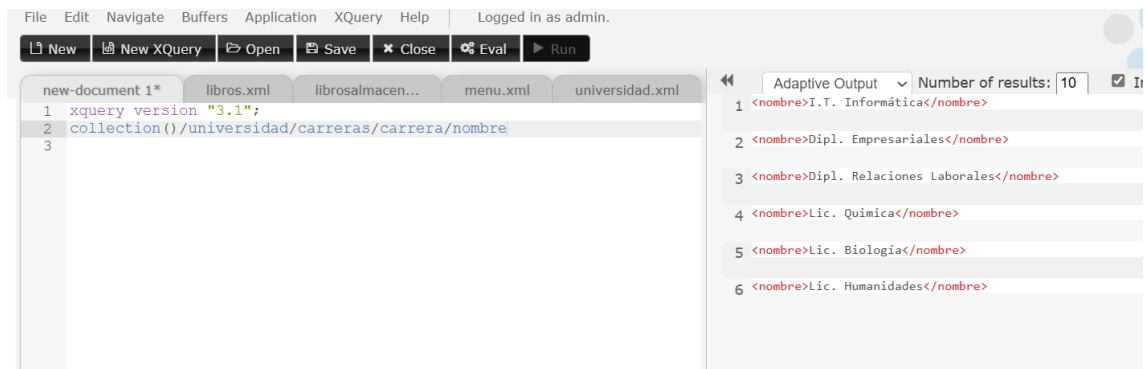 File Edit Navigate Buffers Application XQuery Help Logged in as admin.
New New XQuery Open Save Close Eval Run
new-document 1* libros.xml librosalmacen... menu.xml universidad.xml
Adaptive Output Number of results: 10
1 xquery version "3.1";
2 collection()/universidad/carreras/carrera/nombre
3
1 <nombre>I.T. Informática</nombre>
2 <nombre>Dipl. Empresariales</nombre>
3 <nombre>Dipl. Relaciones Laborales</nombre>
4 <nombre>Lic. Quimica</nombre>
5 <nombre>Lic. Biología</nombre>
6 <nombre>Lic. Humanidades</nombre>